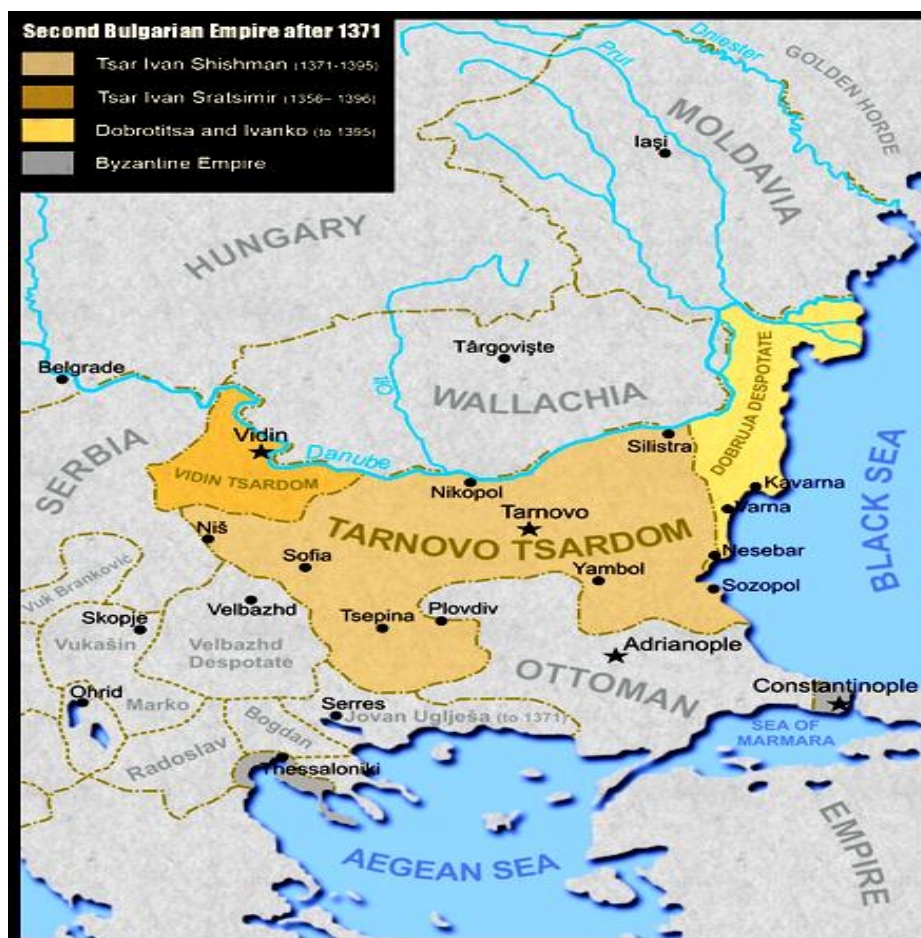 Second Bulgarian Empire after 1371
Tsar Ivan Shishman (1371-1395)
Tsar Ivan Sratsimir (1356– 1396)
Dobrotitsa and Ivanko (to 1395)
Byzantine Empire
Dniester
Prut
GOLDEN HORDE
MOLDAVIA
Iaşi
HUNGARY
Târgovişte
Olt
WALLACHIA
DOBRUJA DESPOTATE
Belgrade
Vidin
Danube
Silistra
SERBIA
VIDIN TSARDOM
Nikopol
Kavarna
Varna
Tarnovo
TARNOVO TSARDOM
BLACK SEA
Niš
Sofia
Yambol
Nesebar
Sozopol
Vuk Branković
Velbazhd
Tsepina
Plovdiv
Skopje
Vukašin
Velbazhd
Despotate
Adrianople
OTTOMAN
Constantinople
Ohrid
Marko
Serres
Jovan Uglješa (to 1371)
SEA OF
MARMARA
Bogdan
Radoslav
Thessaloniki
AEGEAN SEA
EMPIRE